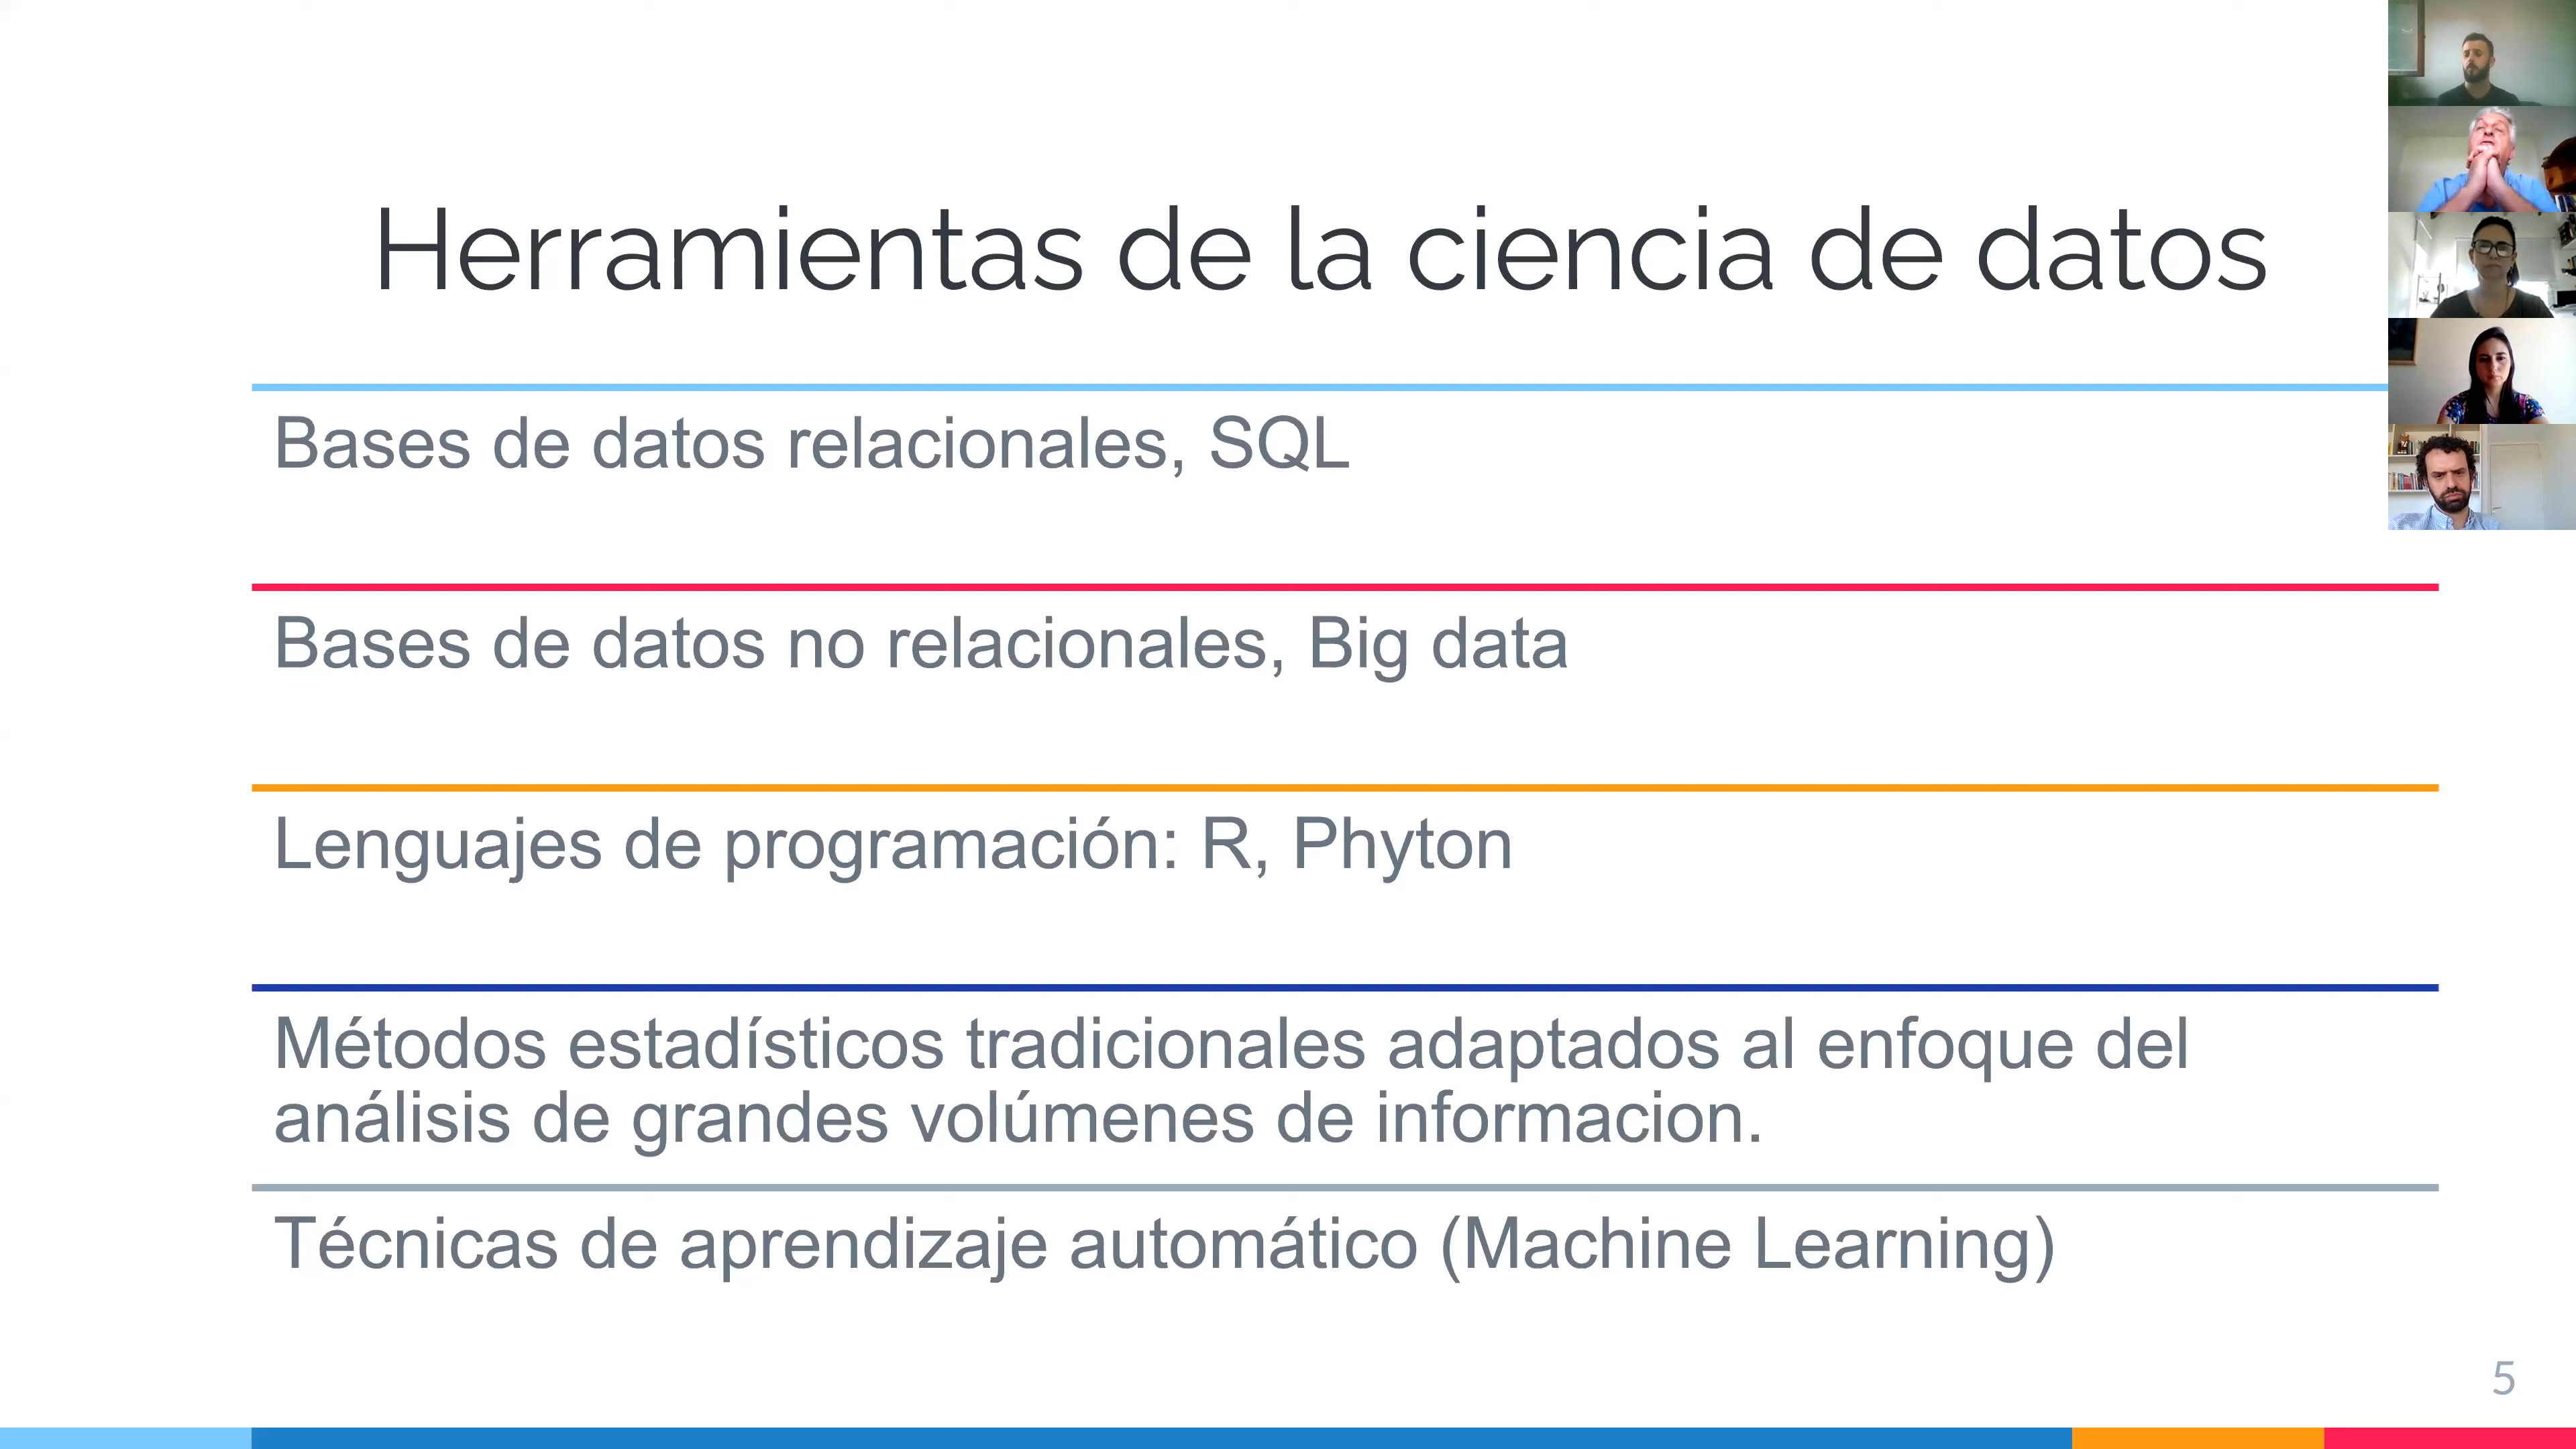 Herramientas de la ciencia de datos
Bases de datos relacionales, SQL
Bases de datos no relacionales, Big data
Lenguajes de programación: R, Phyton
Métodos estadísticos tradicionales adaptados al enfoque del
análisis de grandes volúmenes de informacion.
Técnicas de aprendizaje automático (Machine Learning)
5